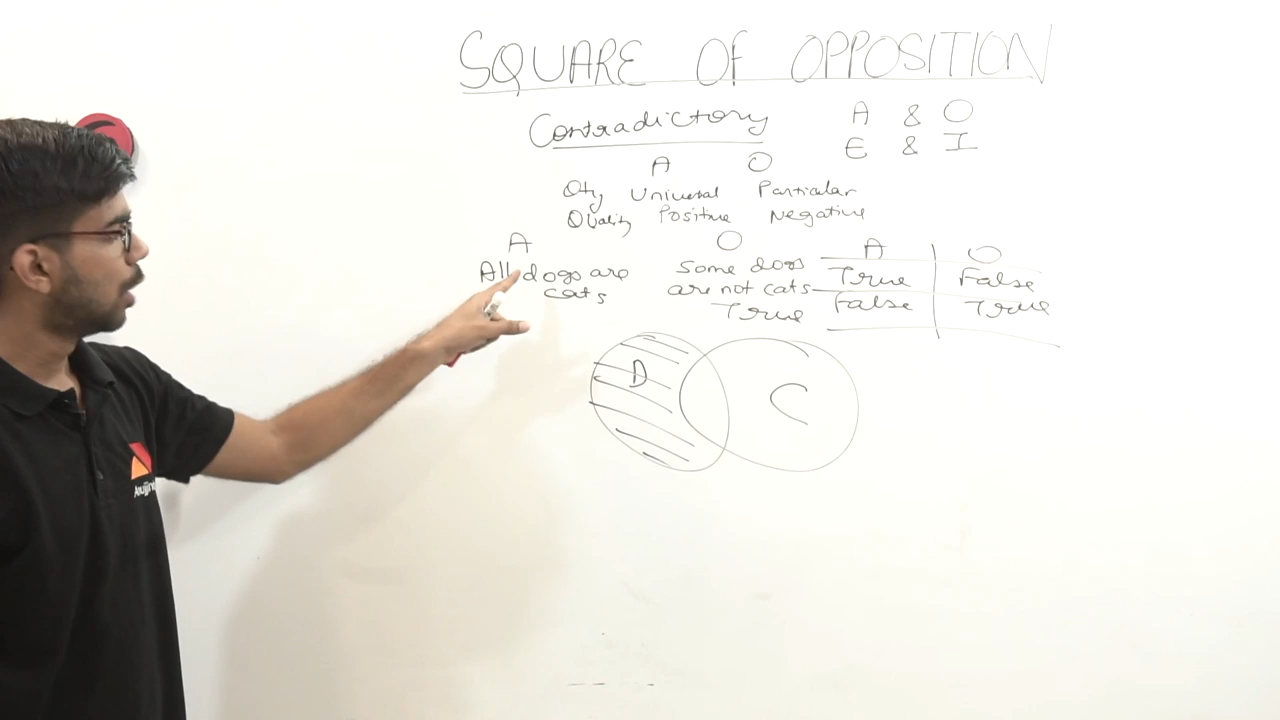 SQUARE OF OPPOSITION
Contradictory A & O
E & I
A O
Qty Universal Particular
Quality Positive Negative
A O A O
All dogs are Some dogs True False
cats are not cats False True
True
D C